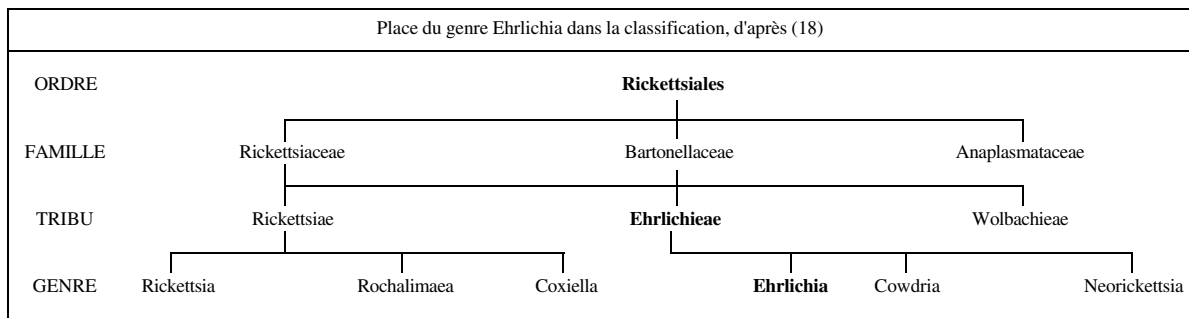 Place du genre Ehrlichia dans la classification, d'après (18)
ORDRE Rickettsiales
FAMILLE Rickettsiaceae Bartonellaceae Anaplasmataceae
TRIBU Rickettsiae Ehrlichieae Wolbachieae
GENRE Rickettsia Rochalimaea Coxiella Ehrlichia Cowdria Neorickettsia